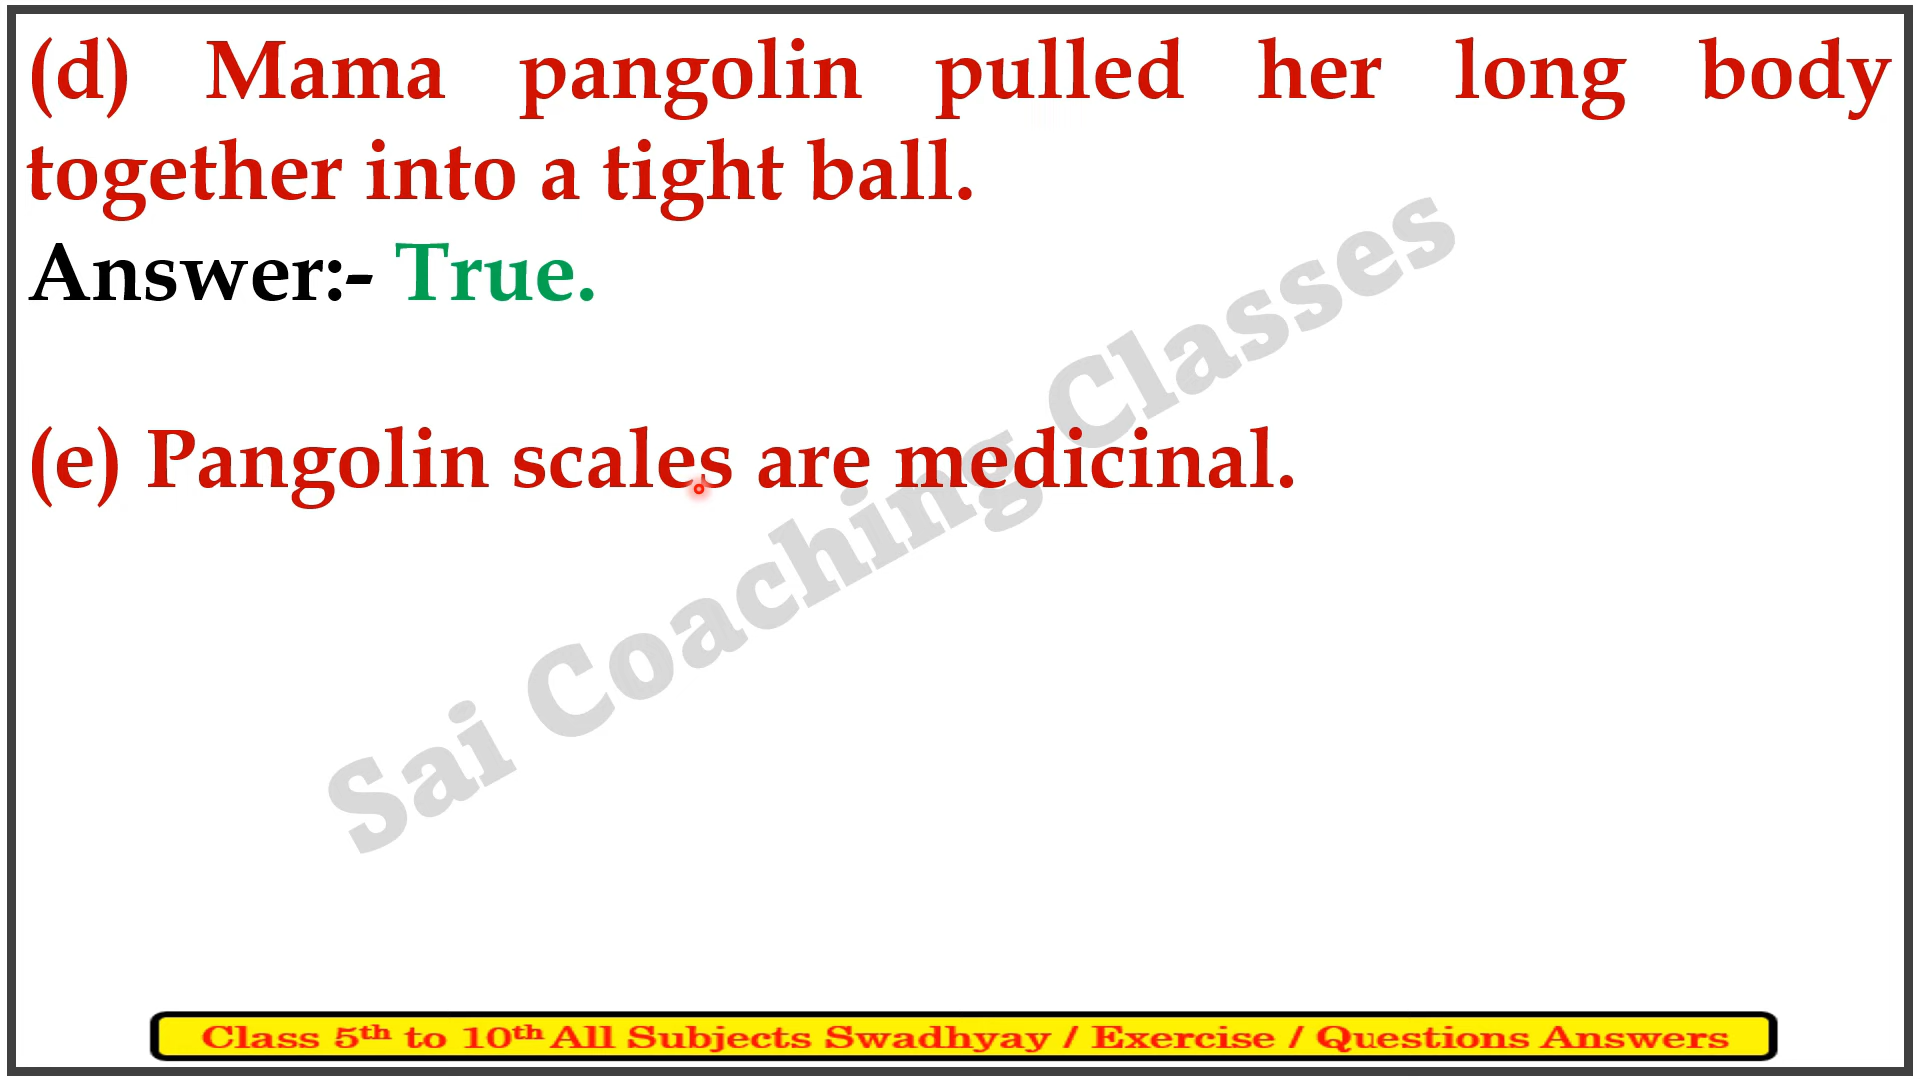 (d) Mama pangolin pulled her long body
together into a tight ball.
Answer:- True.
(e) Pangolin scales are medicinal.
Sai Coaching Classes
Class 5th to 10th All Subjects Swadhyay / Exercise / Questions Answers